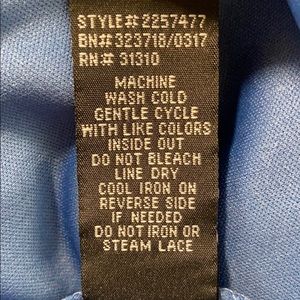 STYLE# 2257477
BN# 323718/0317
RN# 31310
MACHINE
WASH COLD
GENTLE CYCLE
WITH LIKE COLORS
INSIDE OUT
DO NOT BLEACH
LINE DRY
COOL IRON ON
REVERSE SIDE
IF NEEDED
DO NOT IRON OR
STEAM LACE